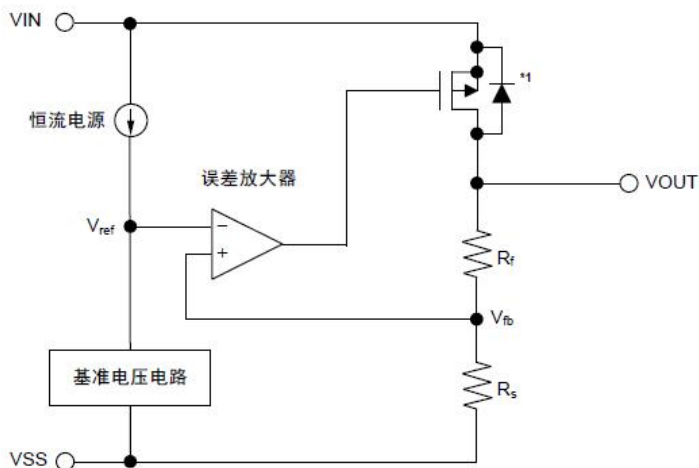 VIN
*1
恒流电源
误差放大器
VOUT
Vref
−
+
Rf
Vfb
基准电压电路
Rs
VSS